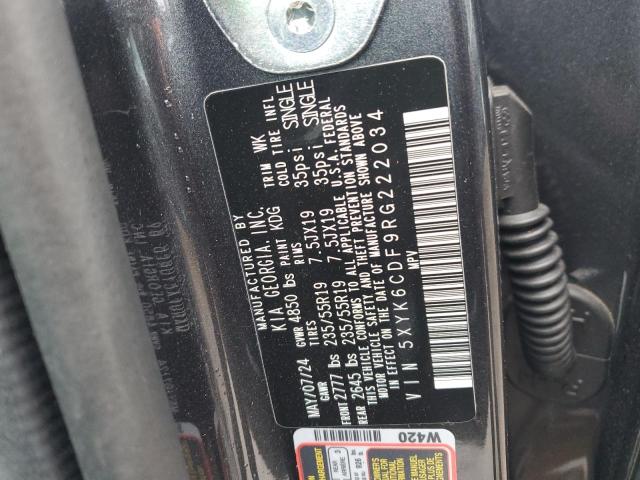 MANUFACTURED BY
KIA GEORGIA, INC.
MAY/07/24 GVWR 4850 lbs PAINT KDG TRIM WK
GAWR TIRES RIMS COLD TIRE INFL
FRONT 2777 lbs 235/55R19 7.5JX19 35psi SINGLE
REAR 2645 lbs 235/55R19 7.5JX19 35psi SINGLE
THIS VEHICLE CONFORMS TO ALL APPLICABLE U.S.A. FEDERAL
MOTOR VEHICLE SAFETY AND THEFT PREVENTION STANDARDS
IN EFFECT ON THE DATE OF MANUFACTURE SHOWN ABOVE
VIN 5XYK6CDF9RG222034
MPV
W420